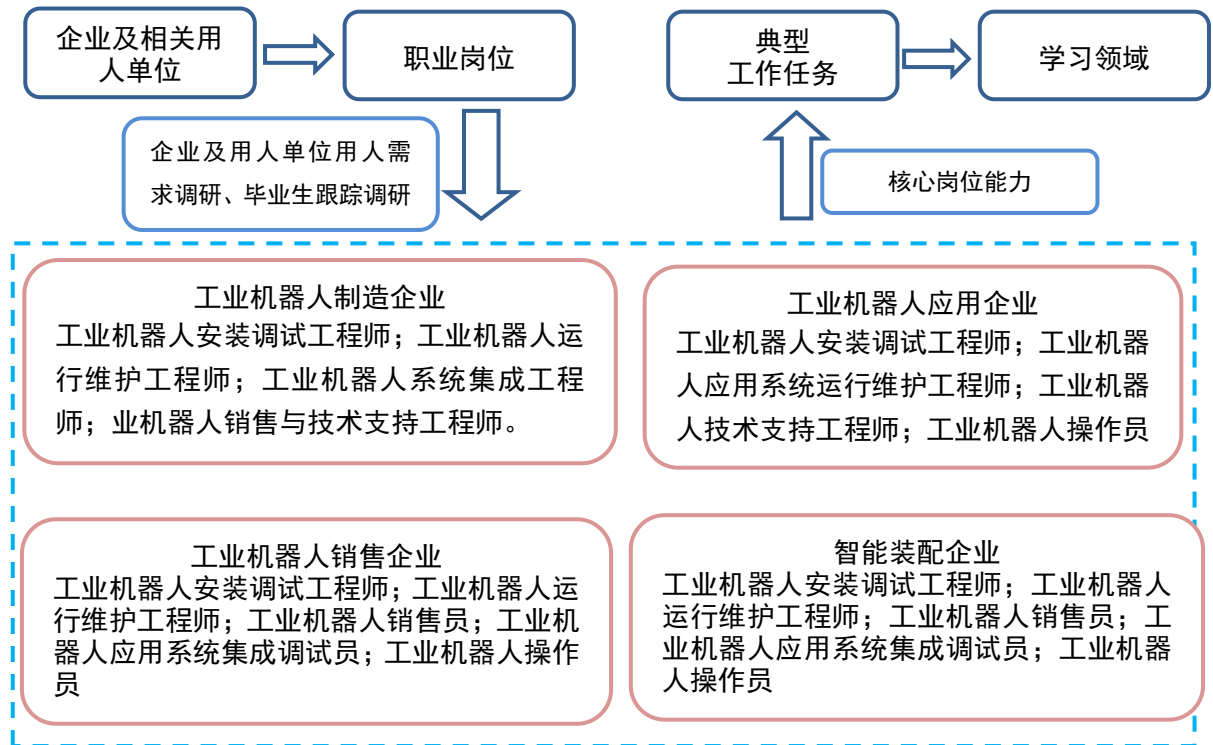 企业及相关用
人单位
职业岗位
典型
工作任务
学习领域
企业及用人单位用人需
求调研、毕业生跟踪调研
核心岗位能力
工业机器人制造企业
工业机器人安装调试工程师；工业机器人运
行维护工程师；工业机器人系统集成工程
师；业机器人销售与技术支持工程师。
工业机器人应用企业
工业机器人安装调试工程师；工业机器
人应用系统运行维护工程师；工业机器
人技术支持工程师；工业机器人操作员
工业机器人销售企业
工业机器人安装调试工程师；工业机器人运
行维护工程师；工业机器人销售员；工业机
器人应用系统集成调试员；工业机器人操作
员
智能装配企业
工业机器人安装调试工程师；工业机器人
运行维护工程师；工业机器人销售员；工
业机器人应用系统集成调试员；工业机器
人操作员